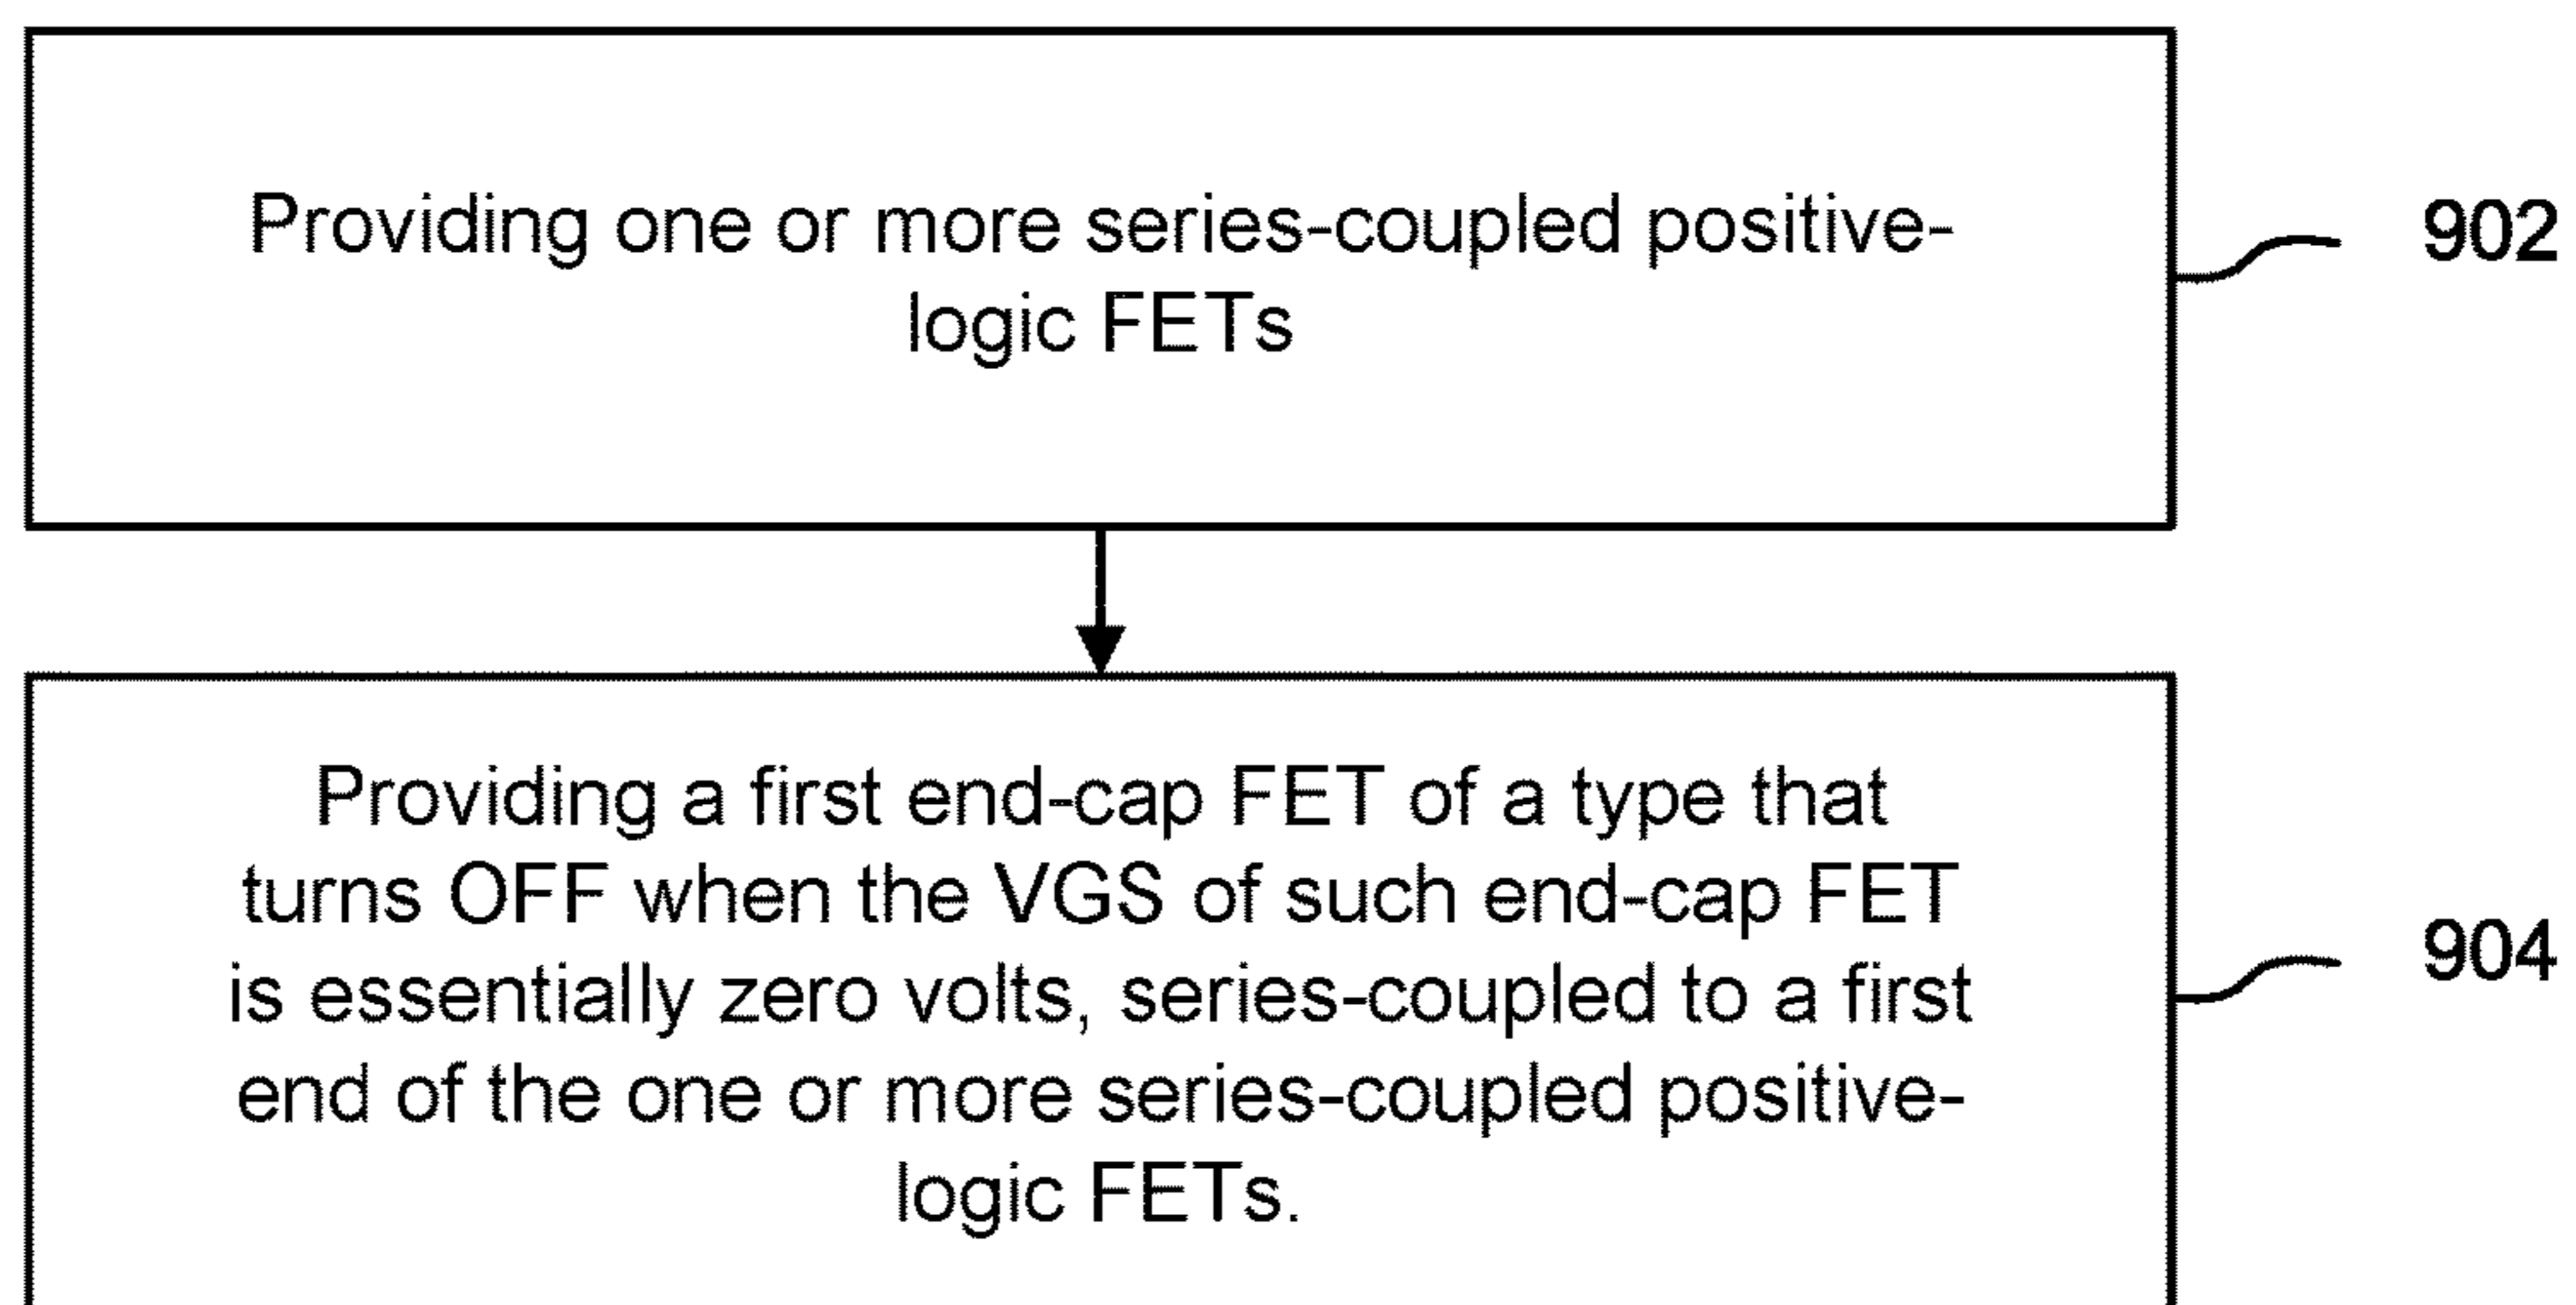 Providing one or more series-coupled positive-
logic FETs
902
Providing a first end-cap FET of a type that
turns OFF when the VGS of such end-cap FET
is essentially zero volts, series-coupled to a first
end of the one or more series-coupled positive-
logic FETs.
904